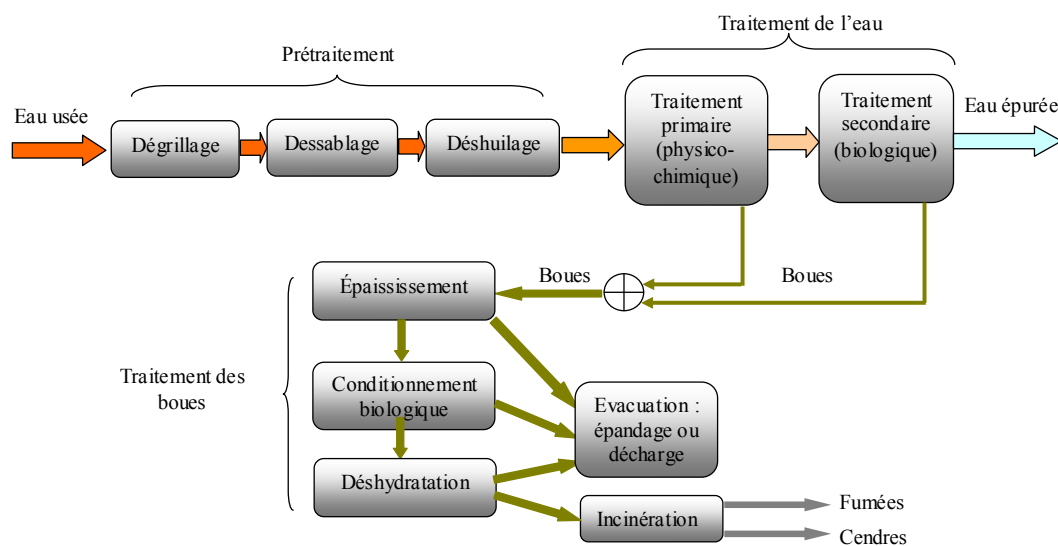 Traitement de l'eau
Prétraitement
Eau usée
Dégrillage
Dessablage
Déshuilage
Traitement
primaire
(physico-
chimique)
Traitement
secondaire
(biologique)
Eau épurée
Boues
Boues
Traitement des
boues
Épaississement
Conditionnement
biologique
Déshydratation
Evacuation :
épandage ou
décharge
Incinération
Fumées
Cendres